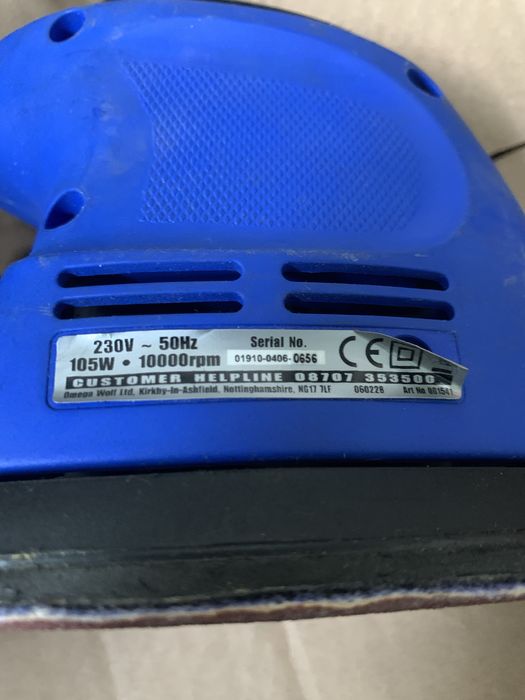 230V ~ 50Hz
105W • 10000rpm
Serial No.
01910-0406-0656
CE
CUSTOMER HELPLINE 08707 353500
Omega Wolf Ltd, Kirkby-in-Ashfield, Nottinghamshire, NG17 7LF 060228 Art No